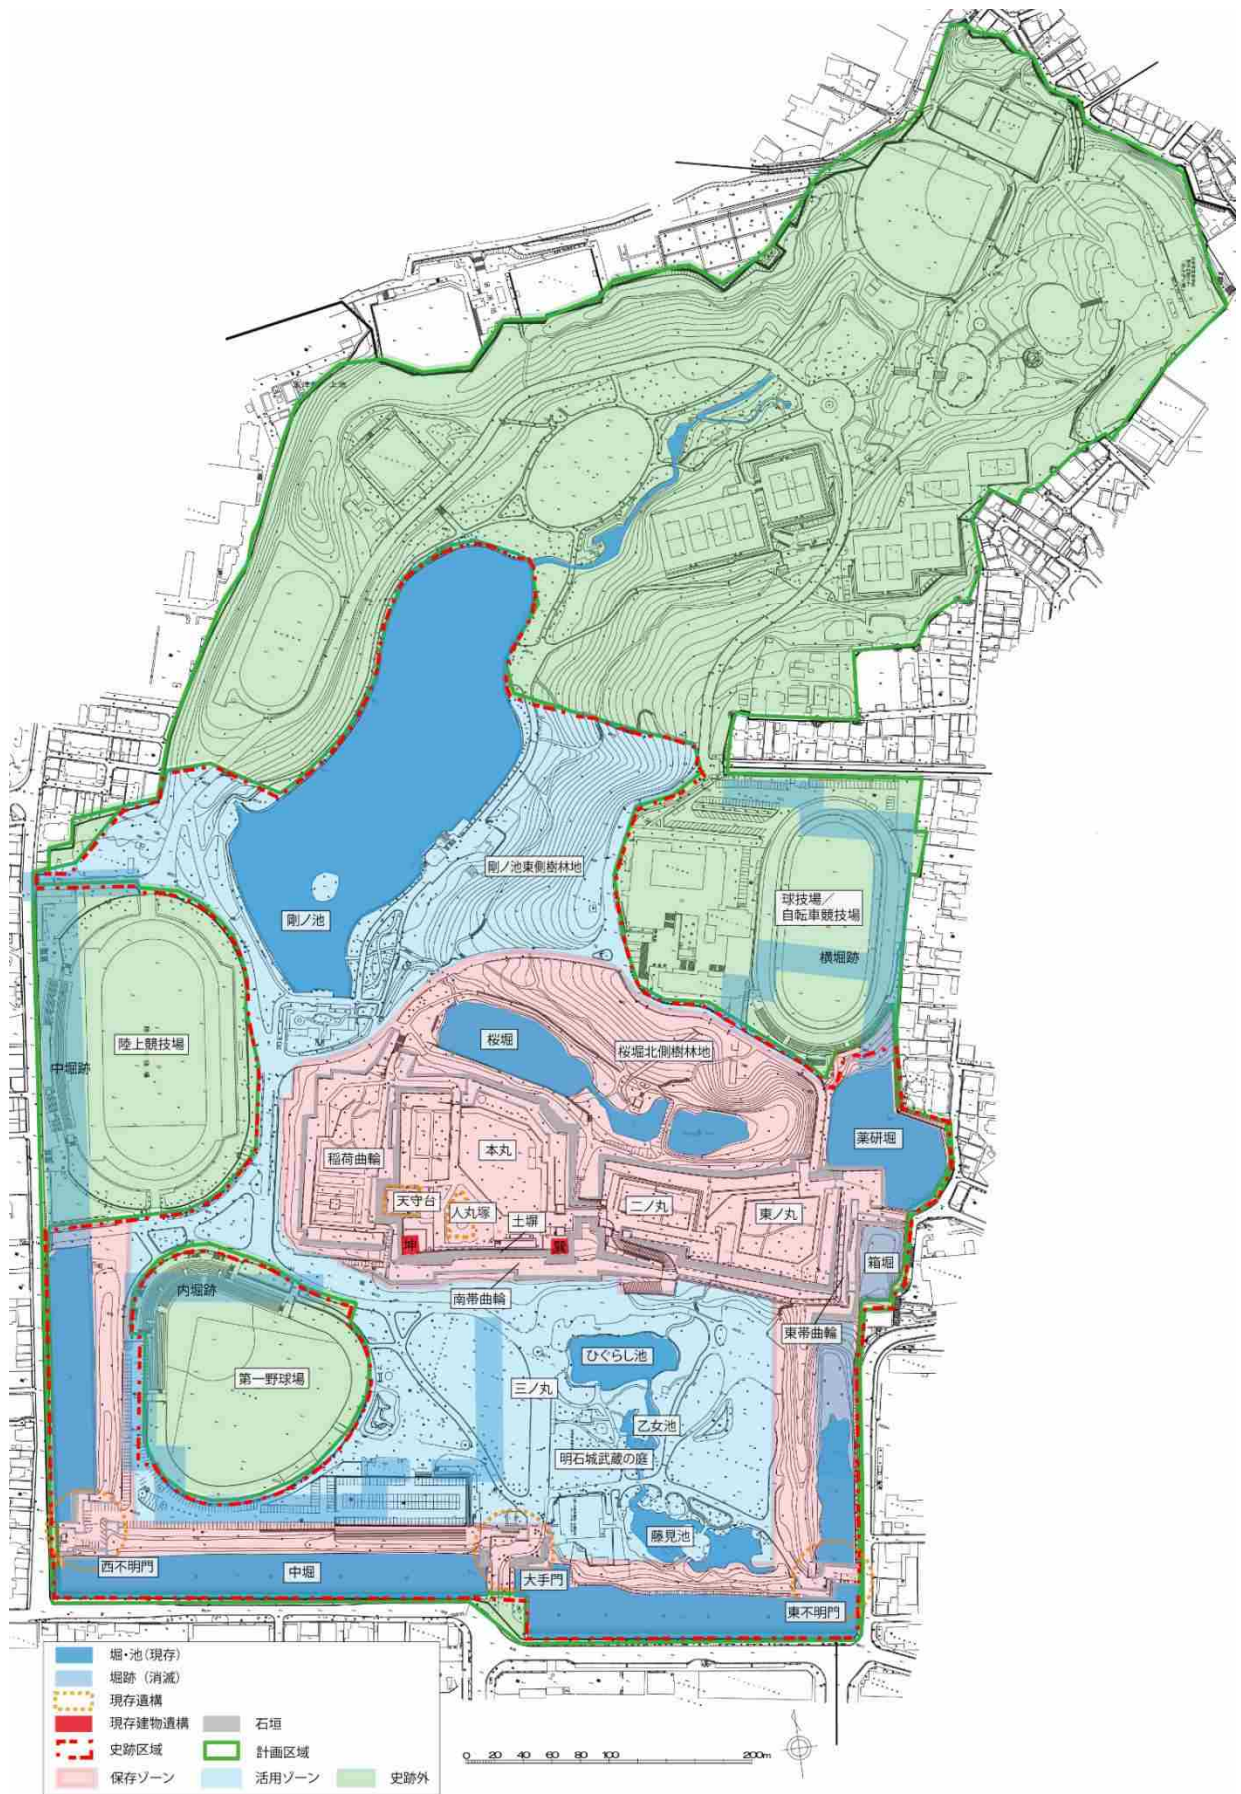 剛ノ池東側樹林地
球技場／
自転車競技場
剛ノ池
横堀跡
陸上競技場
中堀跡
桜堀
桜堀北側樹林地
薬研堀
稲荷曲輪
本丸
天守台
人丸塚
土塀
二ノ丸
東ノ丸
坤
巽
箱堀
南帯曲輪
東帯曲輪
内堀跡
ひぐらし池
第一野球場
三ノ丸
乙女池
明石城武蔵の庭
藤見池
西不明門
中堀
大手門
東不明門
堀・池(現存)
堀跡（消滅）
現存遺構
現存建物遺構 石垣
史跡区域 計画区域
保存ゾーン 活用ゾーン 史跡外
0 20 40 60 80 100 200m